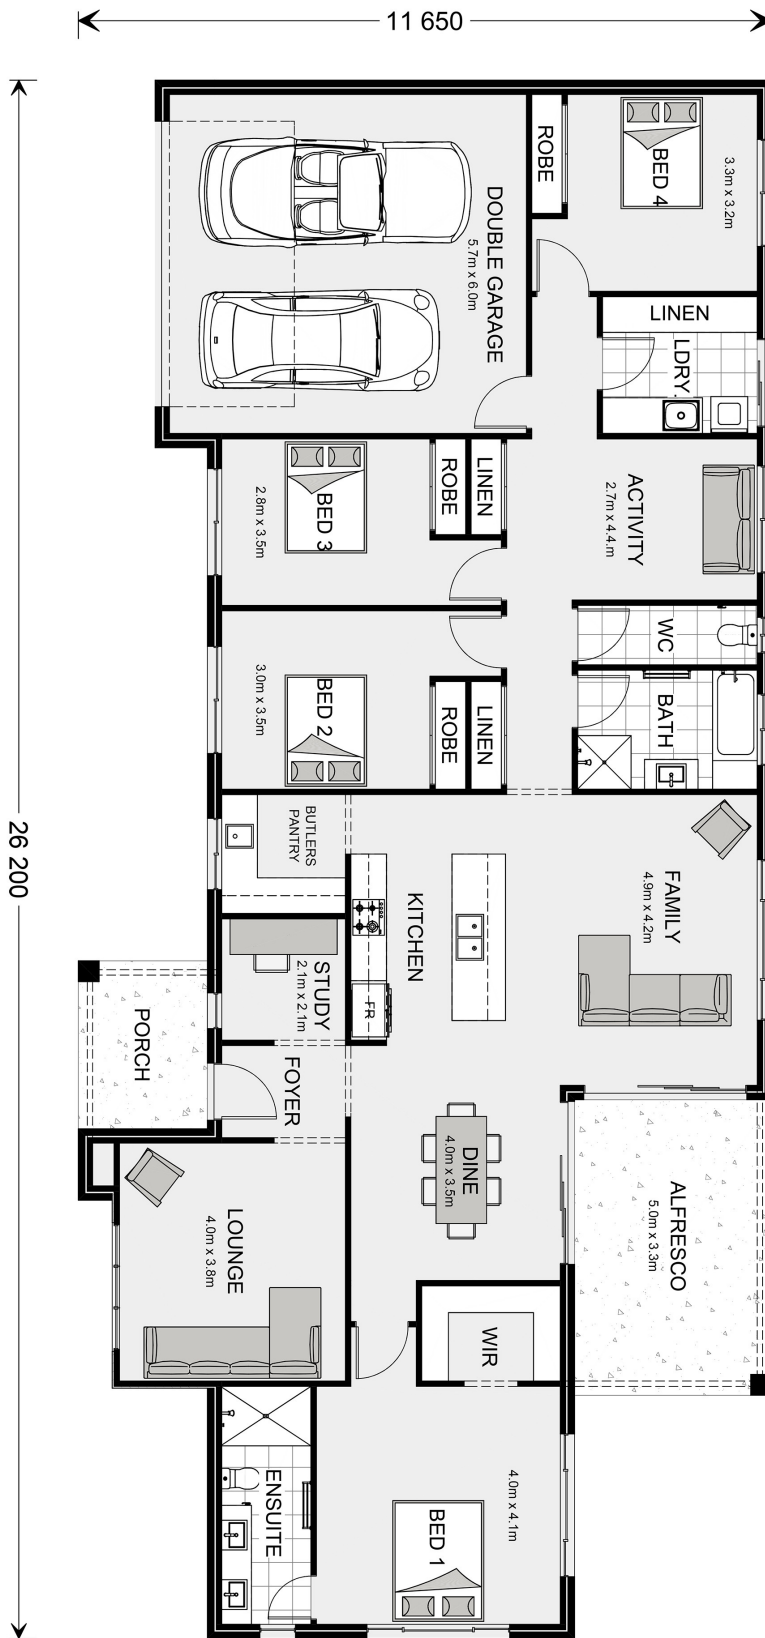 11 650
26 200
ROBE
BED 4
3.3m x 3.2m
DOUBLE GARAGE
5.7m x 6.0m
LINEN
LDRY.
BED 3
2.8m x 3.5m
ROBE
LINEN
ACTIVITY
2.7m x 4.4m
WC
BED 2
3.0m x 3.5m
ROBE
LINEN
BATH
BUTLERS
PANTRY
KITCHEN
FAMILY
4.9m x 4.2m
STUDY
2.1m x 2.1m
FR
PORCH
FOYER
DINE
4.0m x 3.5m
ALFRESCO
5.0m x 3.3m
LOUNGE
4.0m x 3.8m
WIR
ENSUITE
BED 1
4.0m x 4.1m